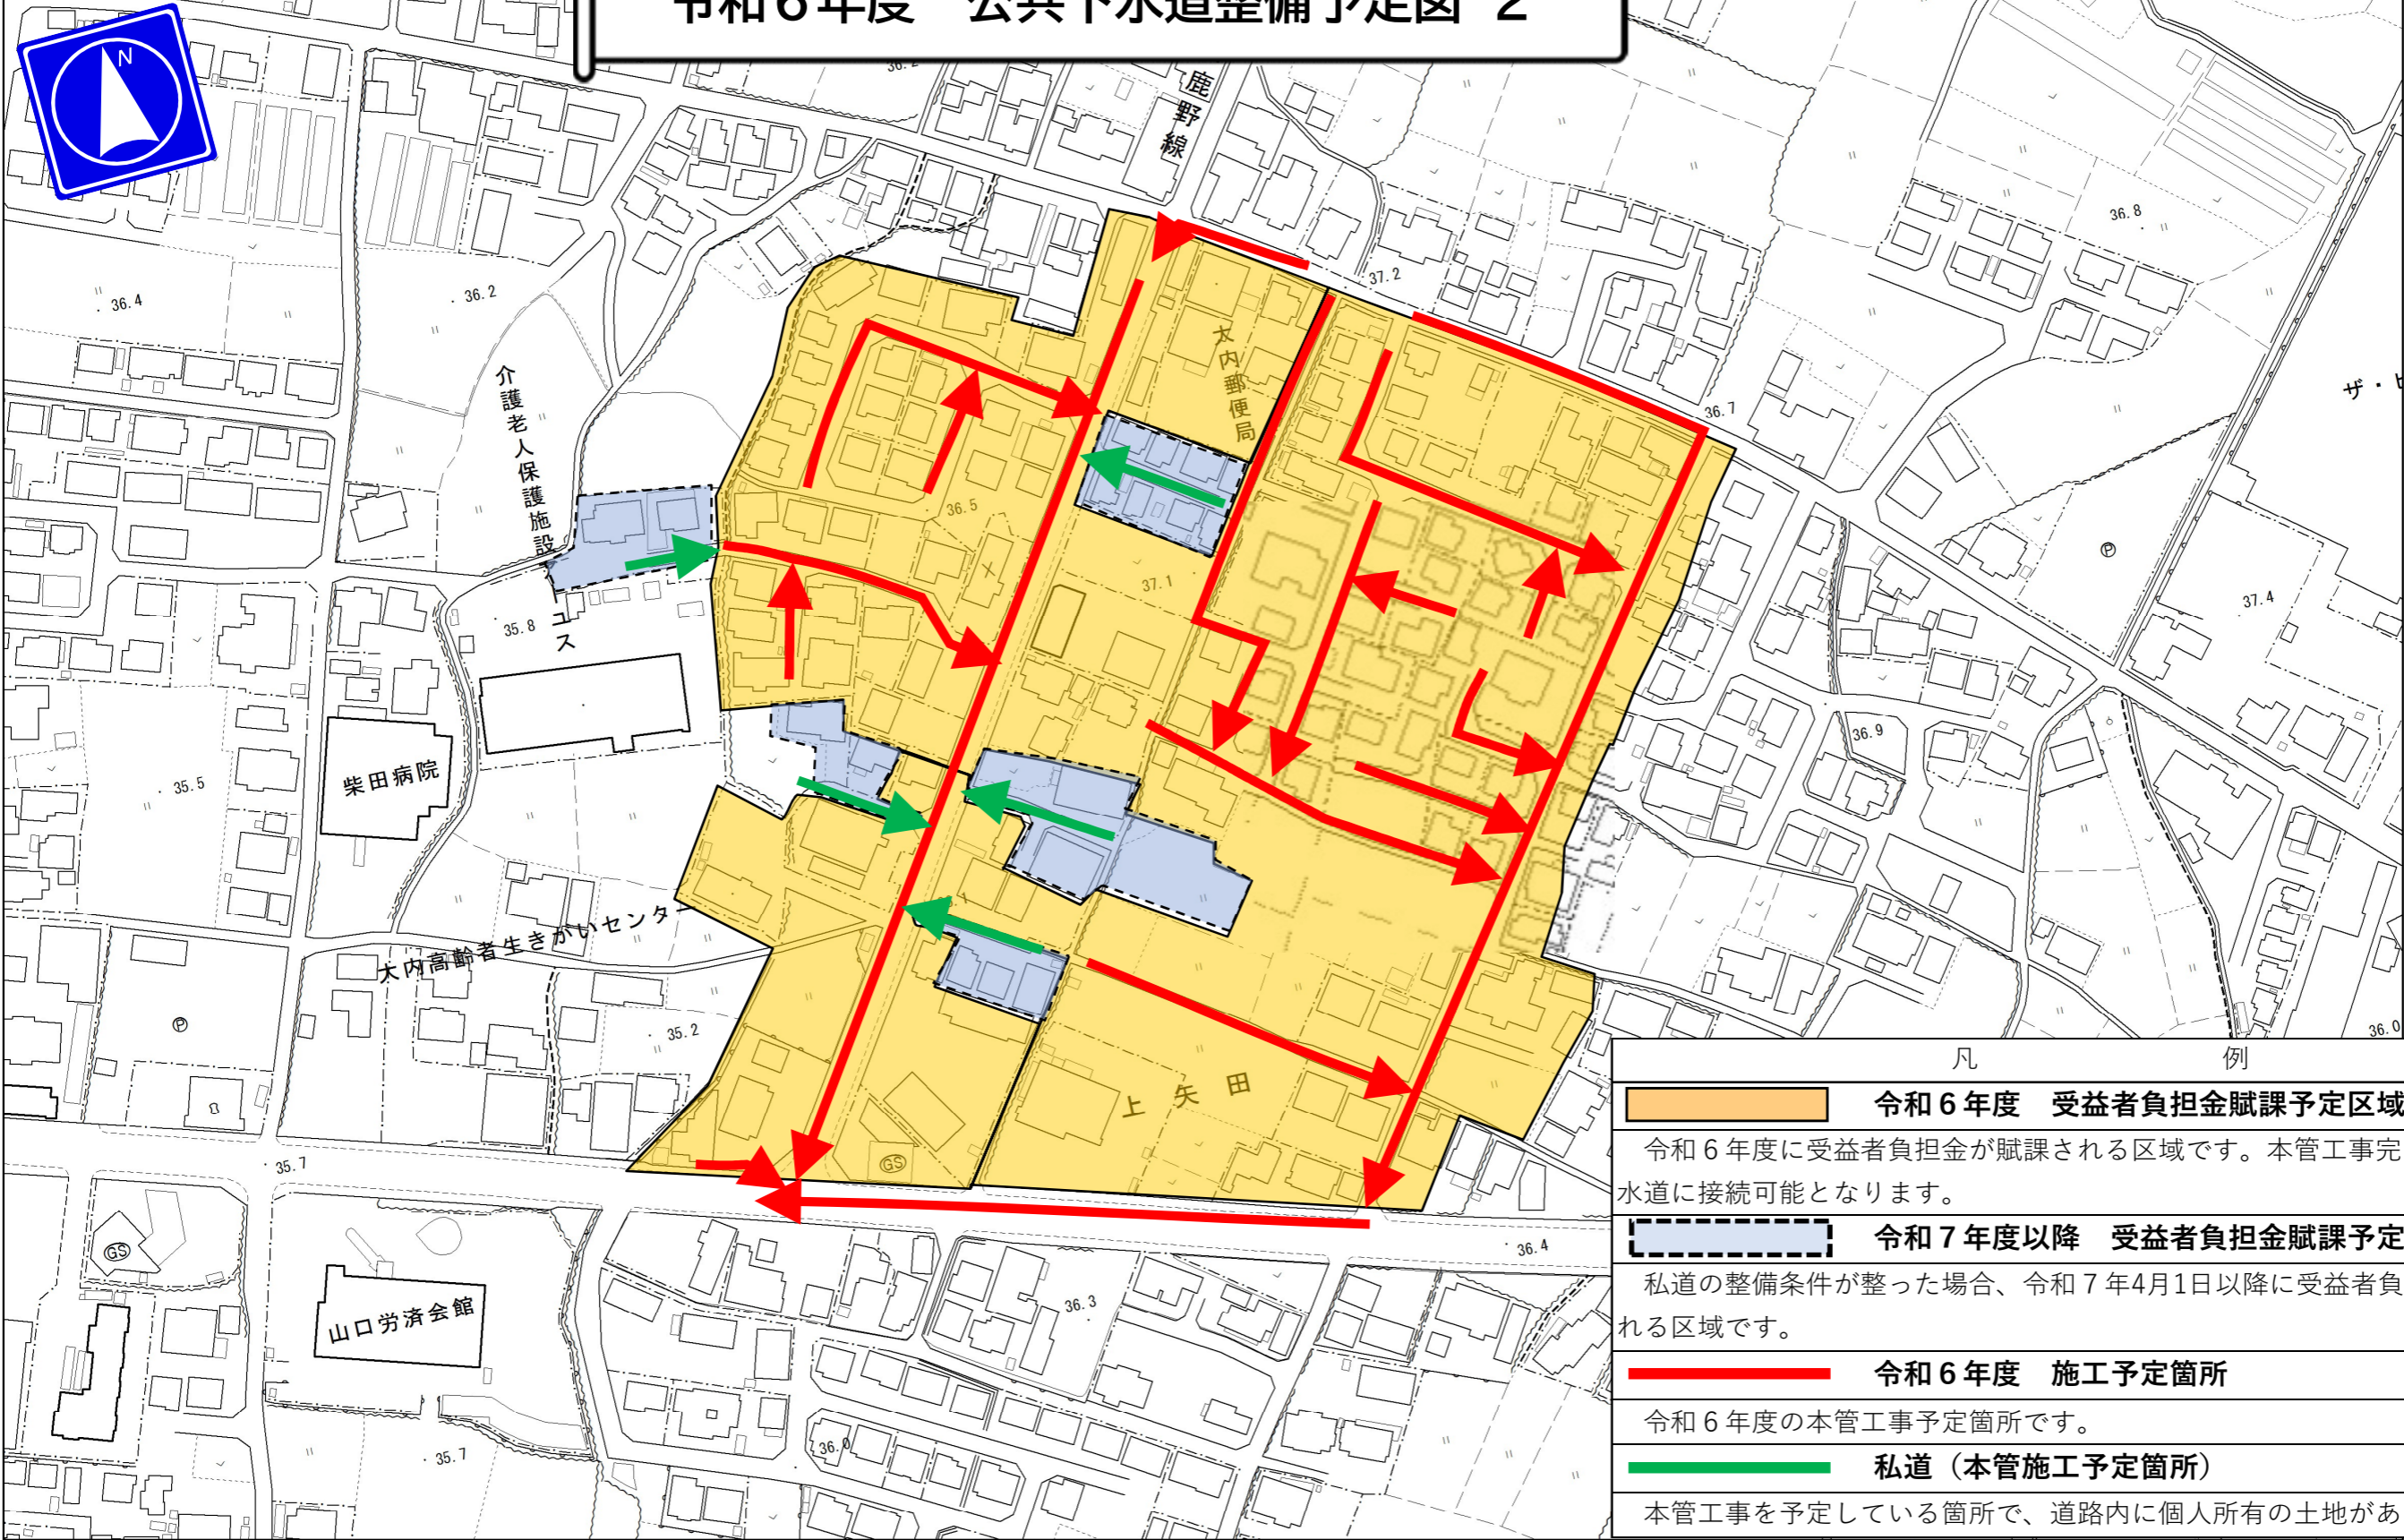 令和６年度　公共下水道整備予定図 ２
N
鹿野線
36.2
36.8
37.2
36.4
36.2
大内郵便局
介護老人保護施設
ユス
36.7
ザ・ヒ
36.5
37.1
37.4
35.8
36.9
柴田病院
35.5
P
大内高齢者生きがいセンター
P
35.2
36.0
上矢田
35.7
GS
GS
36.4
山口労済会館
36.3
36.0
35.7
凡　例
令和６年度　受益者負担金賦課予定区域
令和６年度に受益者負担金が賦課される区域です。本管工事完
水道に接続可能となります。
令和７年度以降　受益者負担金賦課予定
私道の整備条件が整った場合、令和７年4月1日以降に受益者負
れる区域です。
令和６年度　施工予定箇所
令和６年度の本管工事予定箇所です。
私道（本管施工予定箇所）
本管工事を予定している箇所で、道路内に個人所有の土地があ